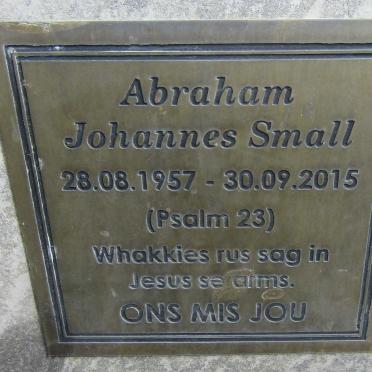 Abraham
Johannes Small
28.08.1957 - 30.09.2015
(Psalm 23)
Whakkies rus sag in
Jesus se arms.
ONS MIS JOU